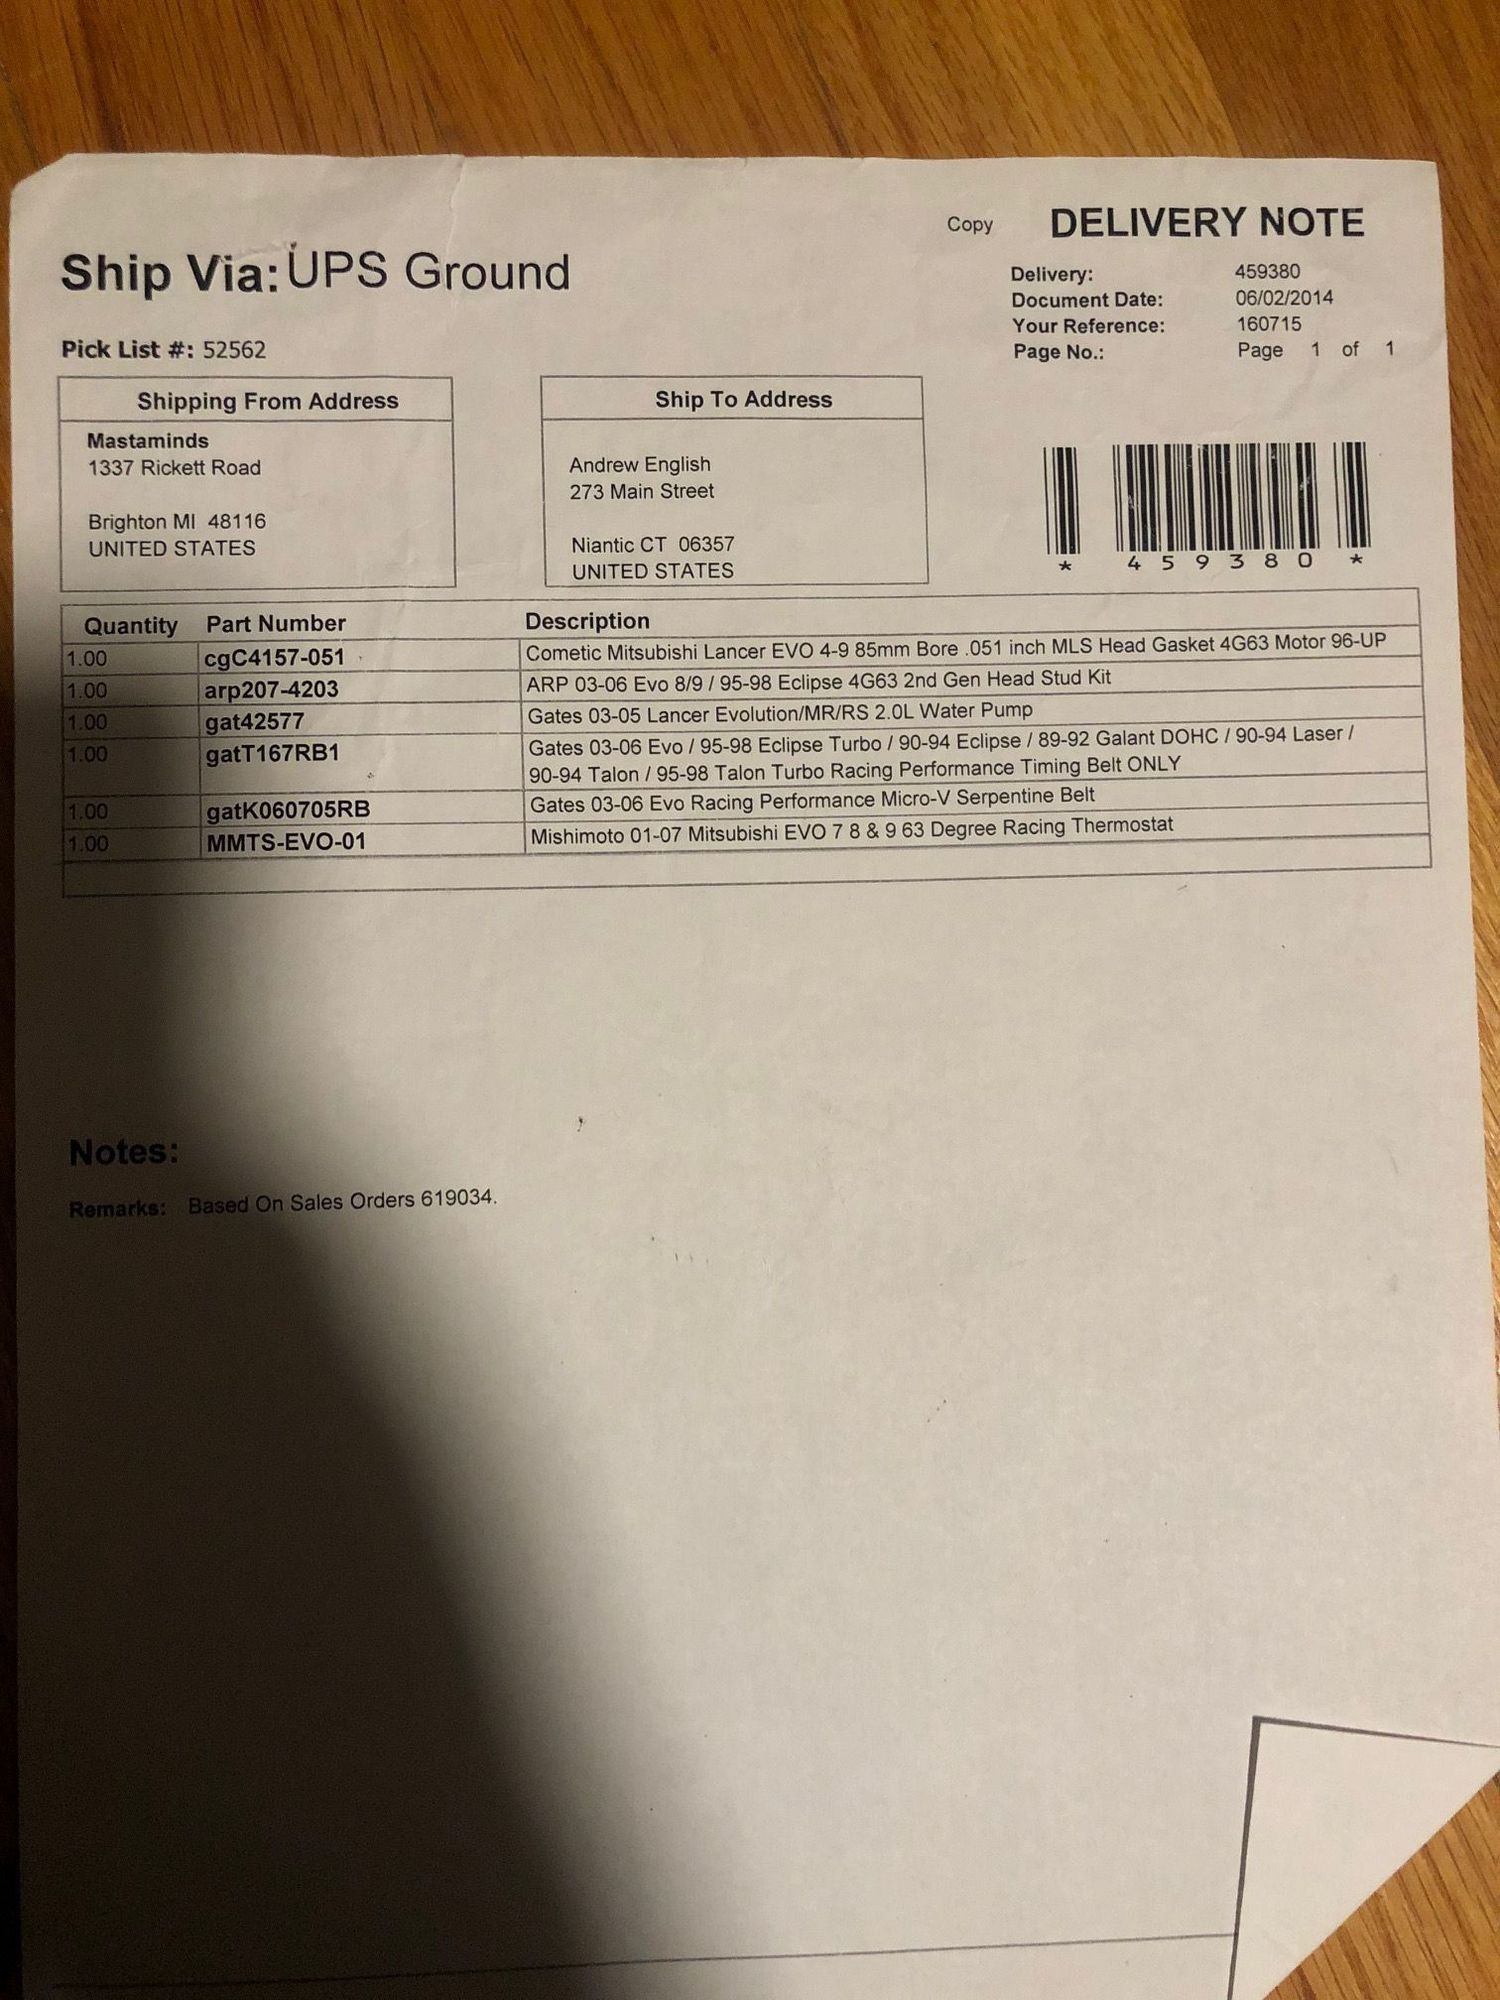 Copy DELIVERY NOTE
Ship Via: UPS Ground
Delivery: 459380
Document Date: 06/02/2014
Your Reference: 160715
Page No.: Page 1 of 1
Pick List #: 52562
Shipping From Address
Mastaminds
1337 Rickett Road
Brighton MI 48116
UNITED STATES
Ship To Address
Andrew English
273 Main Street
Niantic CT 06357
UNITED STATES
* 459380 *
Quantity Part Number Description
1.00 cgC4157-051 Cometic Mitsubishi Lancer EVO 4-9 85mm Bore .051 inch MLS Head Gasket 4G63 Motor 96-UP
1.00 arp207-4203 ARP 03-06 Evo 8/9 / 95-98 Eclipse 4G63 2nd Gen Head Stud Kit
1.00 gat42577 Gates 03-05 Lancer Evolution/MR/RS 2.0L Water Pump
1.00 gatT167RB1 Gates 03-06 Evo / 95-98 Eclipse Turbo / 90-94 Eclipse / 89-92 Galant DOHC / 90-94 Laser /
90-94 Talon / 95-98 Talon Turbo Racing Performance Timing Belt ONLY
1.00 gatK060705RB Gates 03-06 Evo Racing Performance Micro-V Serpentine Belt
1.00 MMTS-EVO-01 Mishimoto 01-07 Mitsubishi EVO 7 8 & 9 63 Degree Racing Thermostat
Notes:
Remarks: Based On Sales Orders 619034.